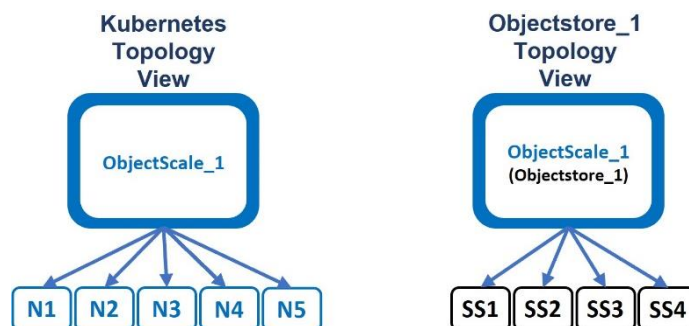 Kubernetes
Topology
View
ObjectScale_1
N1 N2 N3 N4 N5
Objectstore_1
Topology
View
ObjectScale_1
(Objectstore_1)
SS1 SS2 SS3 SS4